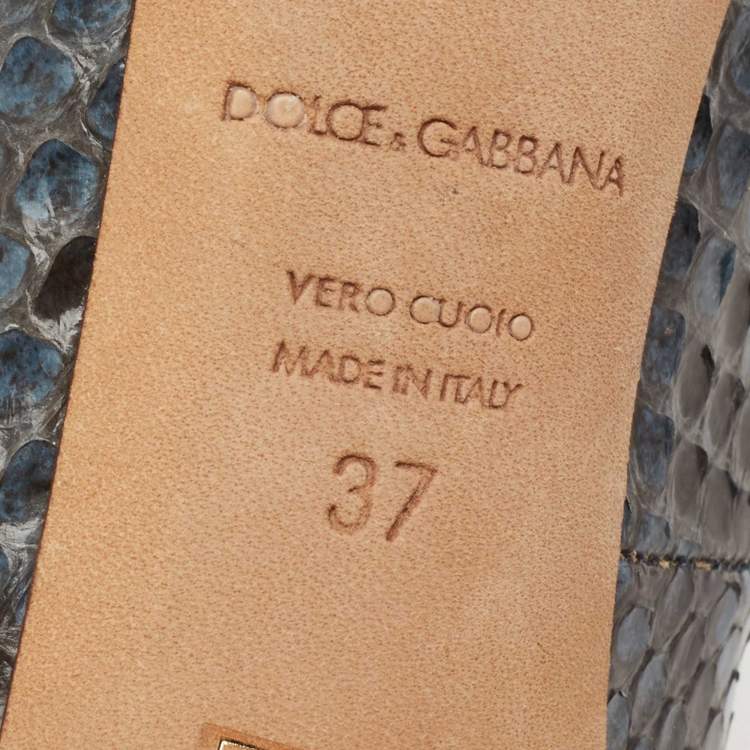 DOLCE & GABBANA
VERO CUOIO
MADE IN ITALY
37